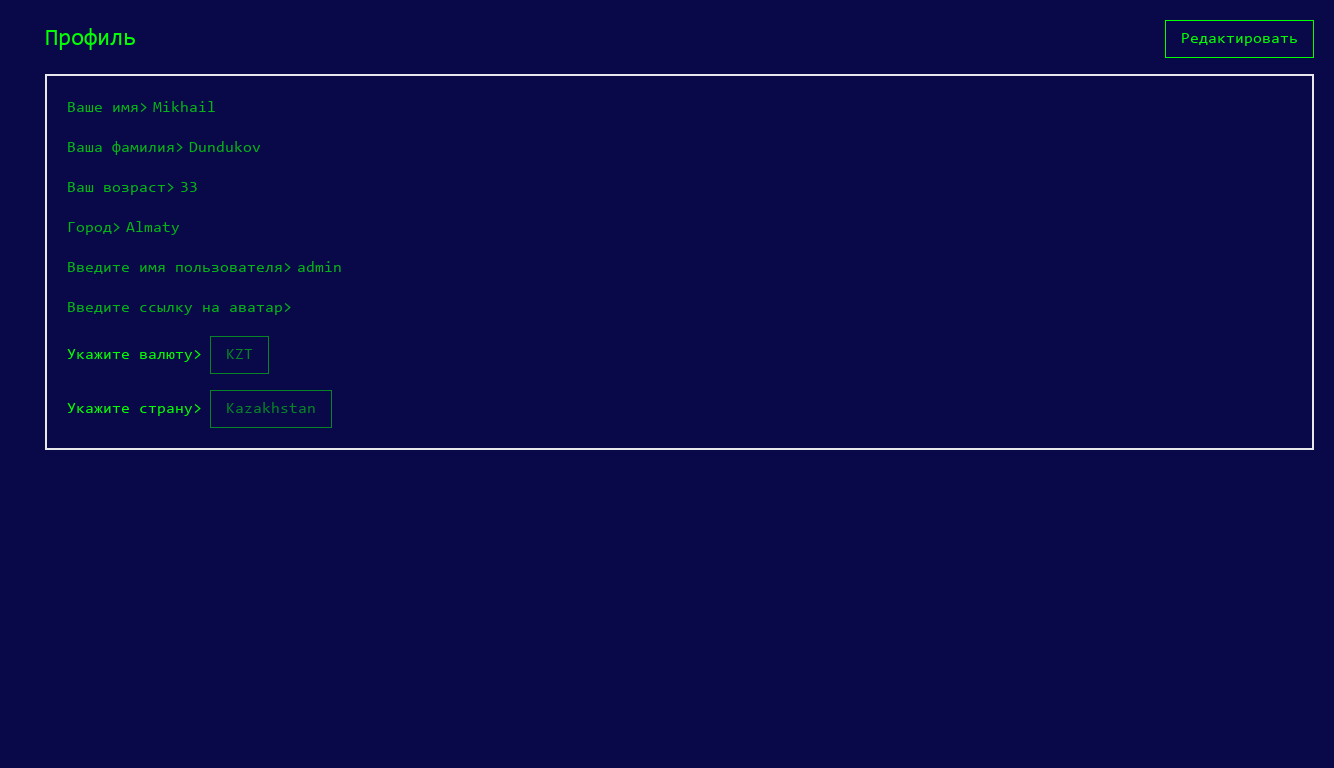 Профиль
Редактировать
Ваше имя> Mikhail
Ваша фамилия> Dundukov
Ваш возраст> 33
Город> Almaty
Введите имя пользователя> admin
Введите ссылку на аватар>
Укажите валюту> KZT
Укажите страну> Kazakhstan